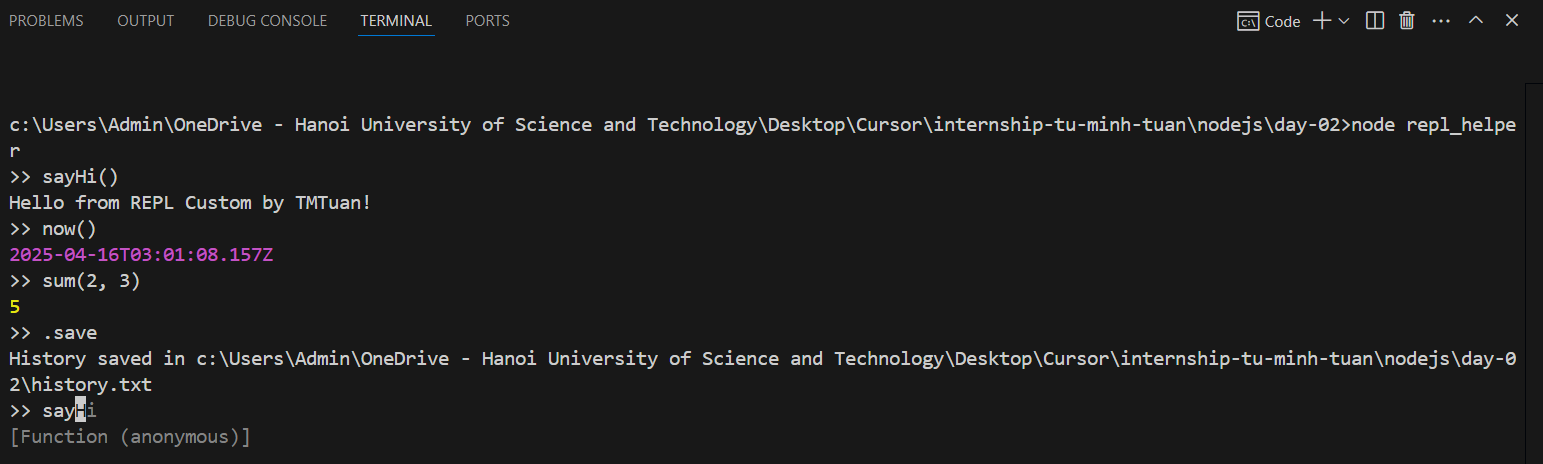 PROBLEMS OUTPUT DEBUG CONSOLE TERMINAL PORTS Code
c:\Users\Admin\OneDrive - Hanoi University of Science and Technology\Desktop\Cursor\internship-tu-minh-tuan\nodejs\day-02>node repl_helpe
r
>> sayHi()
Hello from REPL Custom by TMTuan!
>> now()
2025-04-16T03:01:08.157Z
>> sum(2, 3)
5
>> .save
History saved in c:\Users\Admin\OneDrive - Hanoi University of Science and Technology\Desktop\Cursor\internship-tu-minh-tuan\nodejs\day-0
2\history.txt
>> sayHi
[Function (anonymous)]